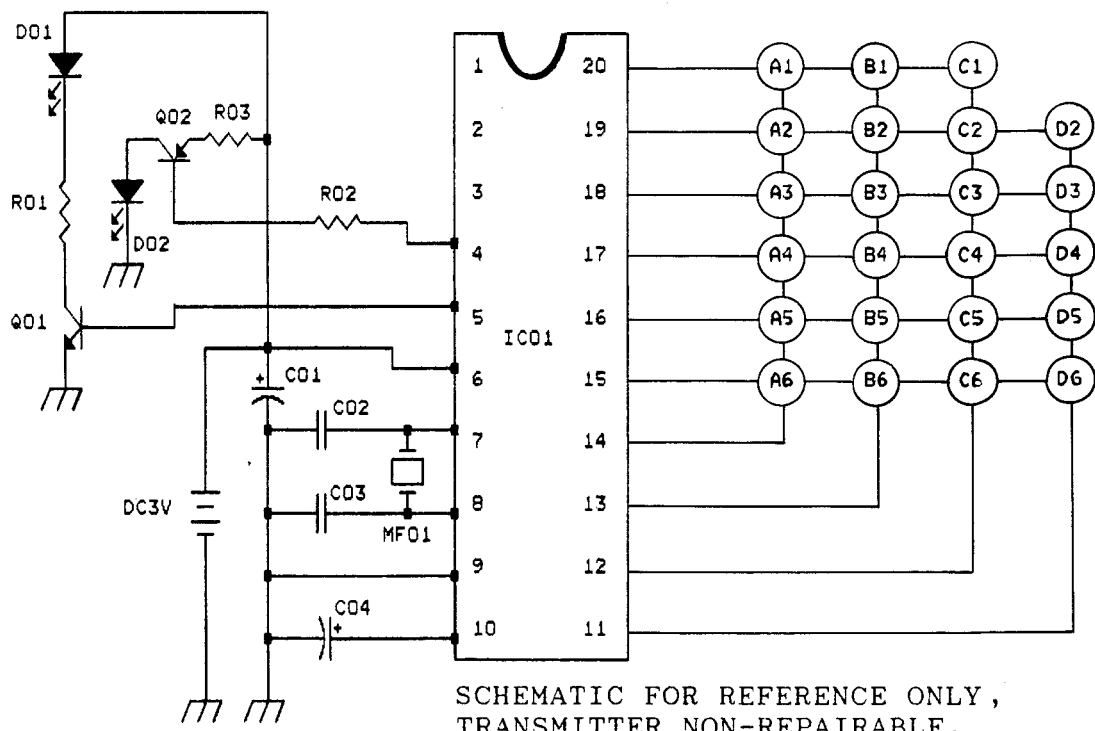 D01
Q02
R03
R01
D02
R02
Q01
C01
C02
C03
MF01
DC3V
C04
IC01
1
2
3
4
5
6
7
8
9
10
20
19
18
17
16
15
14
13
12
11
A1 B1 C1
A2 B2 C2 D2
A3 B3 C3 D3
A4 B4 C4 D4
A5 B5 C5 D5
A6 B6 C6 D6
+
+
SCHEMATIC FOR REFERENCE ONLY,
TRANSMITTER NON-REPAIRABLE.